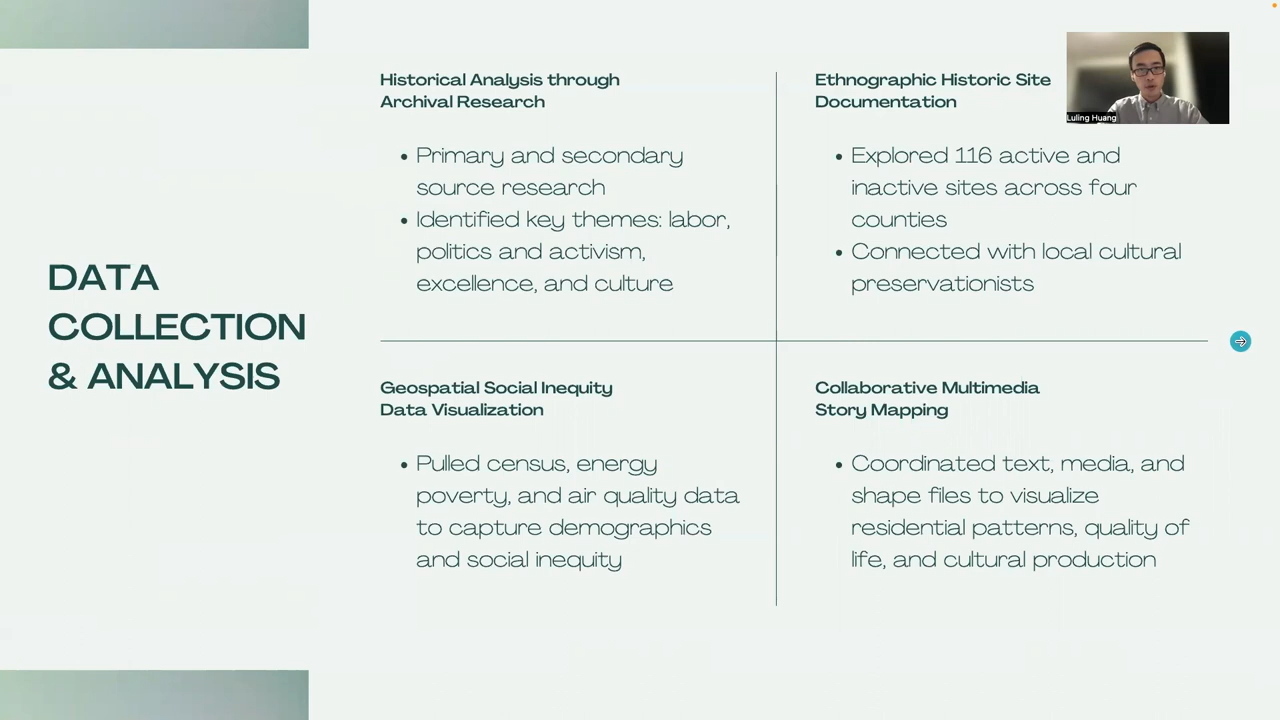 DATA
COLLECTION
& ANALYSIS
Historical Analysis through
Archival Research
• Primary and secondary
source research
• Identified key themes: labor,
politics and activism,
excellence, and culture
Ethnographic Historic Site
Documentation
• Explored 116 active and
inactive sites across four
counties
• Connected with local cultural
preservationists
Luling Huang
Geospatial Social Inequity
Data Visualization
• Pulled census, energy
poverty, and air quality data
to capture demographics
and social inequity
Collaborative Multimedia
Story Mapping
• Coordinated text, media, and
shape files to visualize
residential patterns, quality of
life, and cultural production